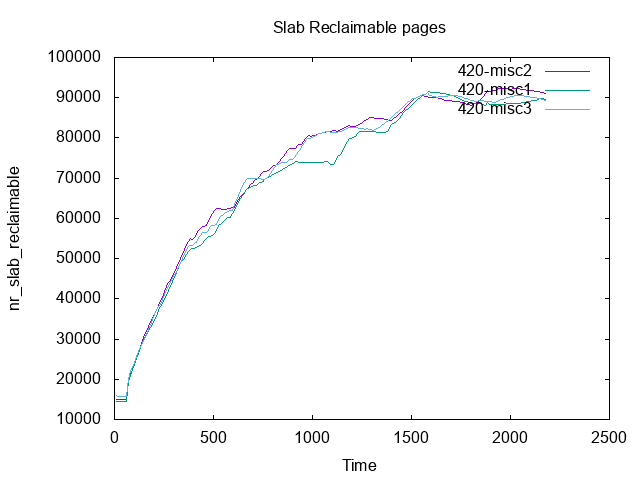 Slab Reclaimable pages
100000
90000
80000
70000
60000
50000
40000
30000
20000
10000
nr_slab_reclaimable
420-misc2
420-misc1
420-misc3
0 500 1000 1500 2000 2500
Time